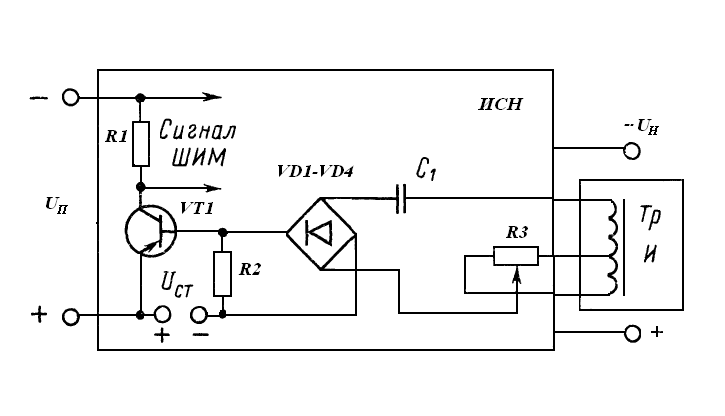 −
ИСН
R1
Сигнал
ШИМ
-- Uн
VD1-VD4
C1
Uп
VT1
R3
Тр
И
R2
Uст
+
+ −
+